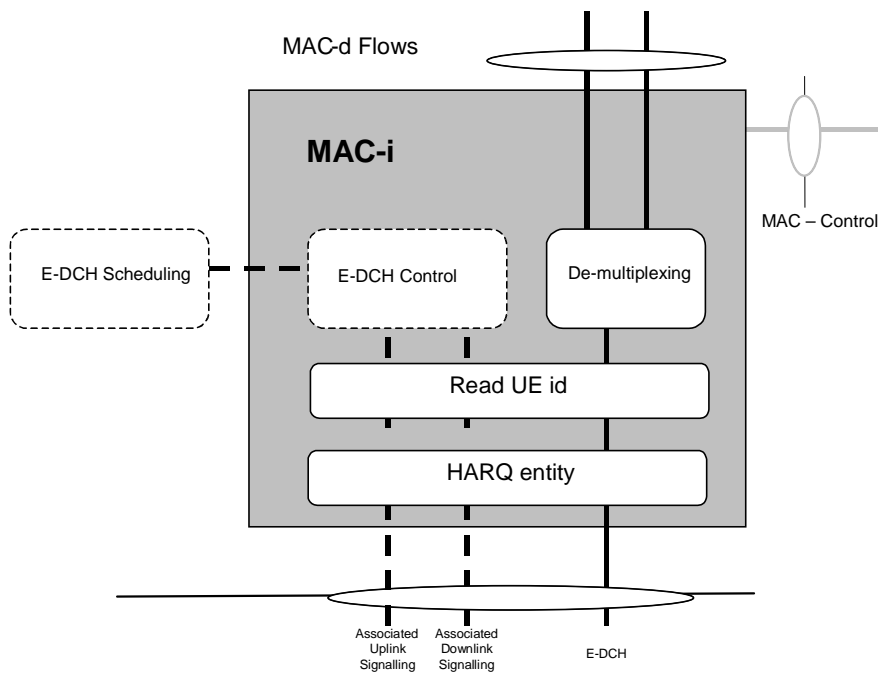 MAC-d Flows
MAC-i
MAC – Control
E-DCH Scheduling
E-DCH Control
De-multiplexing
Read UE id
HARQ entity
Associated
Uplink
Signalling
Associated
Downlink
Signalling
E-DCH